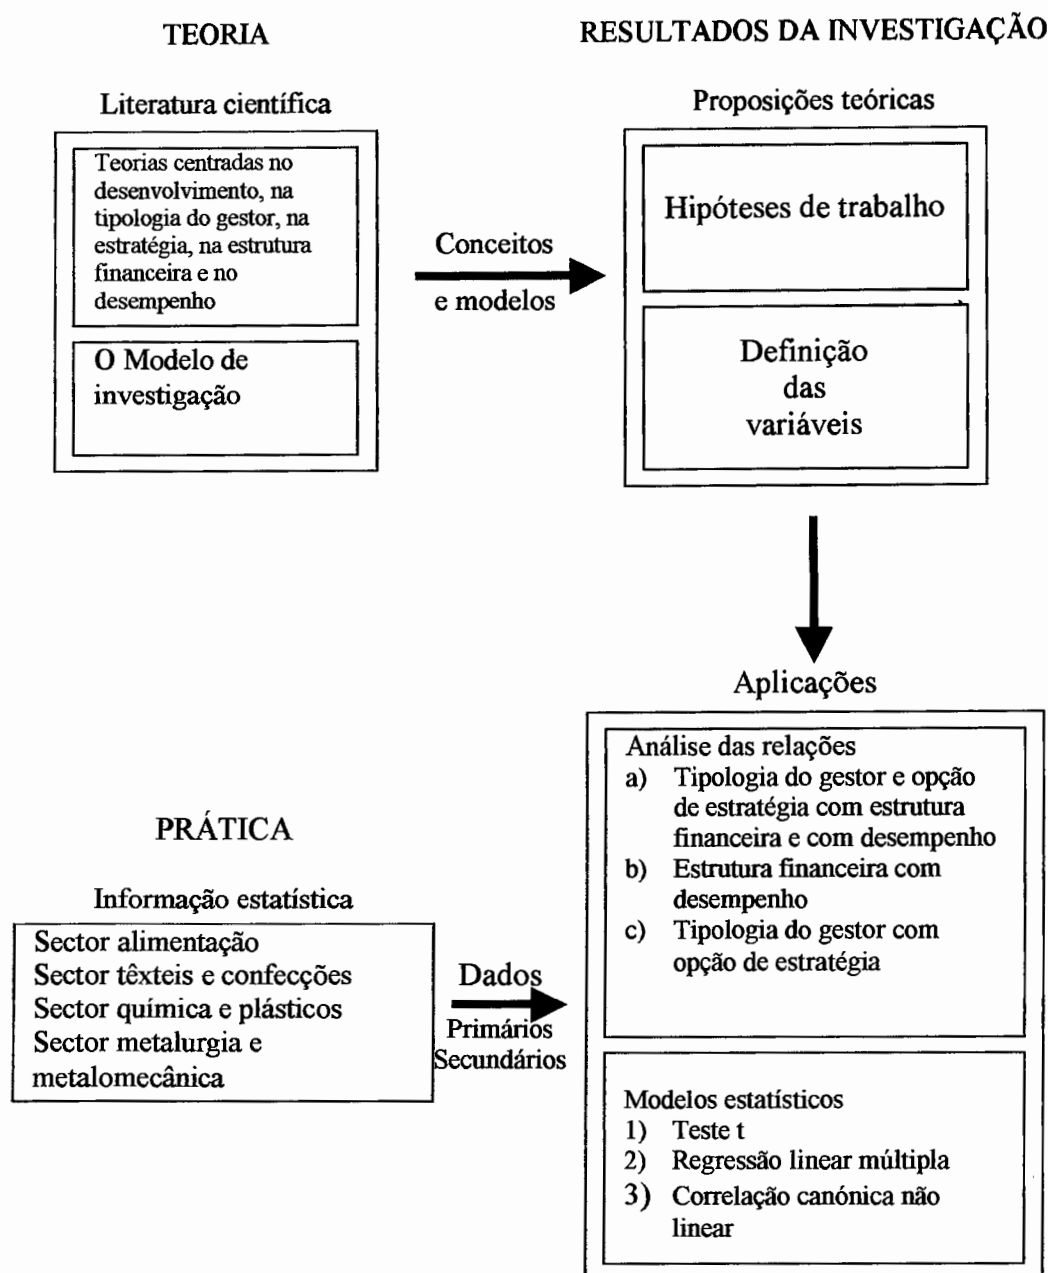 TEORIA
Literatura científica
Teorias centradas no
desenvolvimento, na
tipologia do gestor, na
estratégia, na estrutura
financeira e no
desempenho
O Modelo de
investigação
Conceitos
e modelos
RESULTADOS DA INVESTIGAÇÃO
Proposições teóricas
Hipóteses de trabalho
Definição
das
variáveis
PRÁTICA
Informação estatística
Sector alimentação
Sector têxteis e confecções
Sector química e plásticos
Sector metalurgia e
metalomecânica
Dados
Primários
Secundários
Aplicações
Análise das relações
a) Tipologia do gestor e opção
de estratégia com estrutura
financeira e com desempenho
b) Estrutura financeira com
desempenho
c) Tipologia do gestor com
opção de estratégia
Modelos estatísticos
1) Teste t
2) Regressão linear múltipla
3) Correlação canónica não
linear